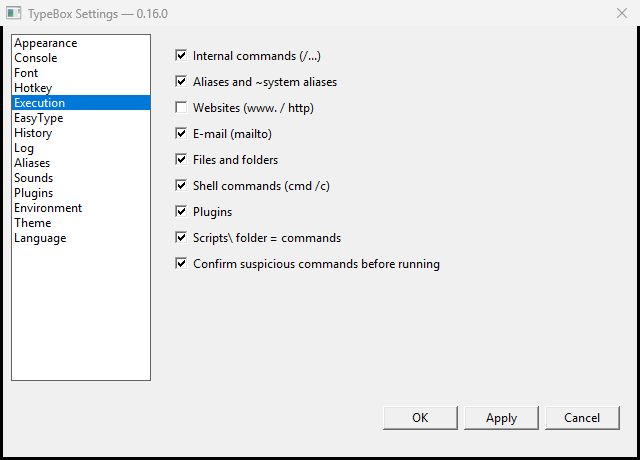 TypeBox Settings — 0.16.0
Appearance
Console
Font
Hotkey
Execution
EasyType
History
Log
Aliases
Sounds
Plugins
Environment
Theme
Language
Internal commands (/...)
Aliases and ~system aliases
Websites (www. / http)
E-mail (mailto)
Files and folders
Shell commands (cmd /c)
Plugins
Scripts\ folder = commands
Confirm suspicious commands before running
OK
Apply
Cancel